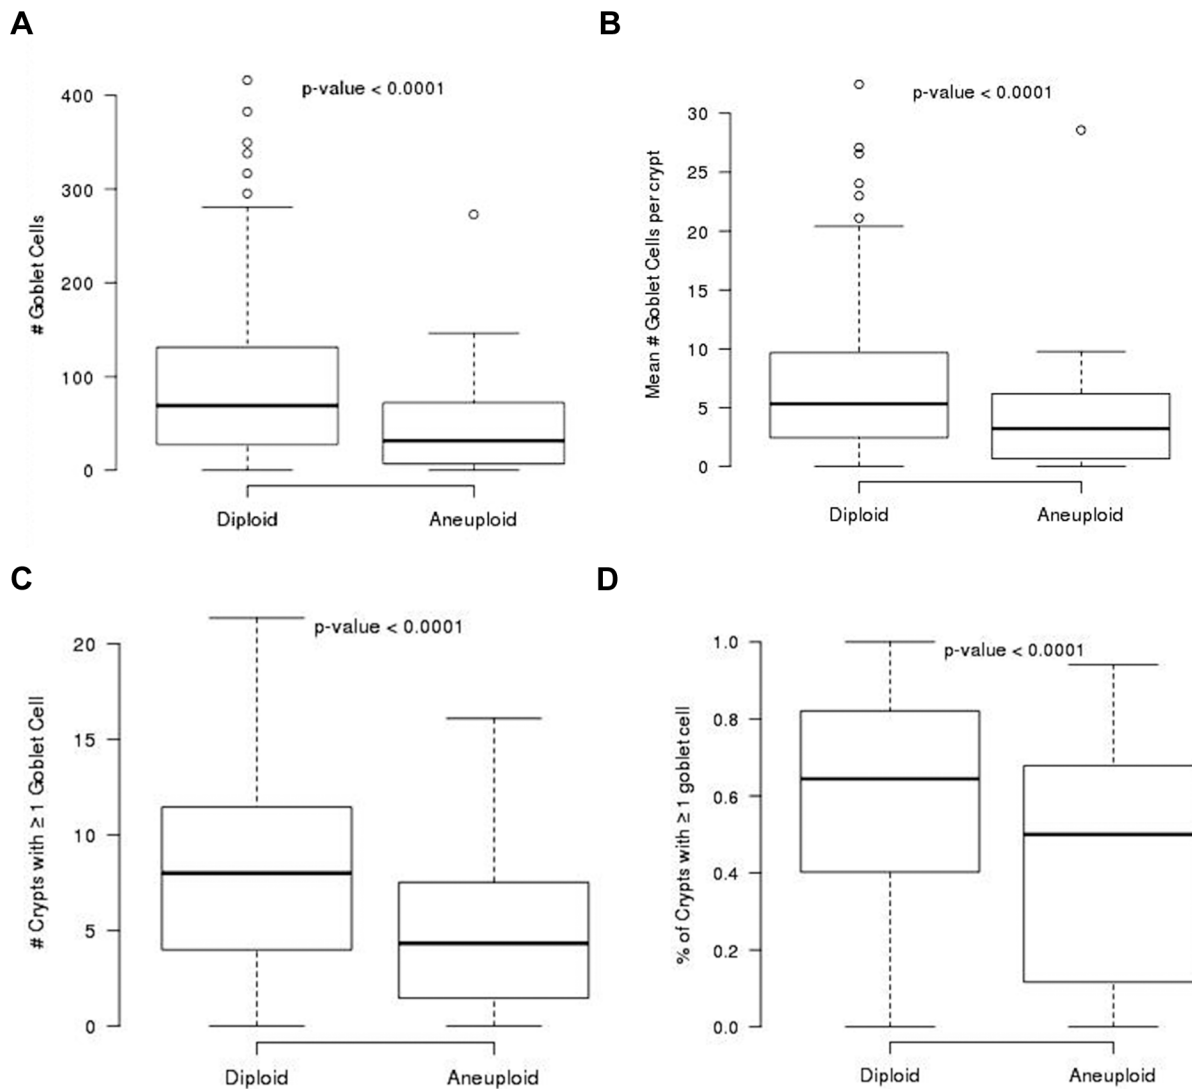 A
p-value < 0.0001
# Goblet Cells
400
300
200
100
0
Diploid
Aneuploid
B
p-value < 0.0001
Mean # Goblet Cells per crypt
30
25
20
15
10
5
0
Diploid
Aneuploid
C
p-value < 0.0001
# Crypts with ≥ 1 Goblet Cell
20
15
10
5
0
Diploid
Aneuploid
D
p-value < 0.0001
% of Crypts with ≥ 1 goblet cell
1.0
0.8
0.6
0.4
0.2
0.0
Diploid
Aneuploid